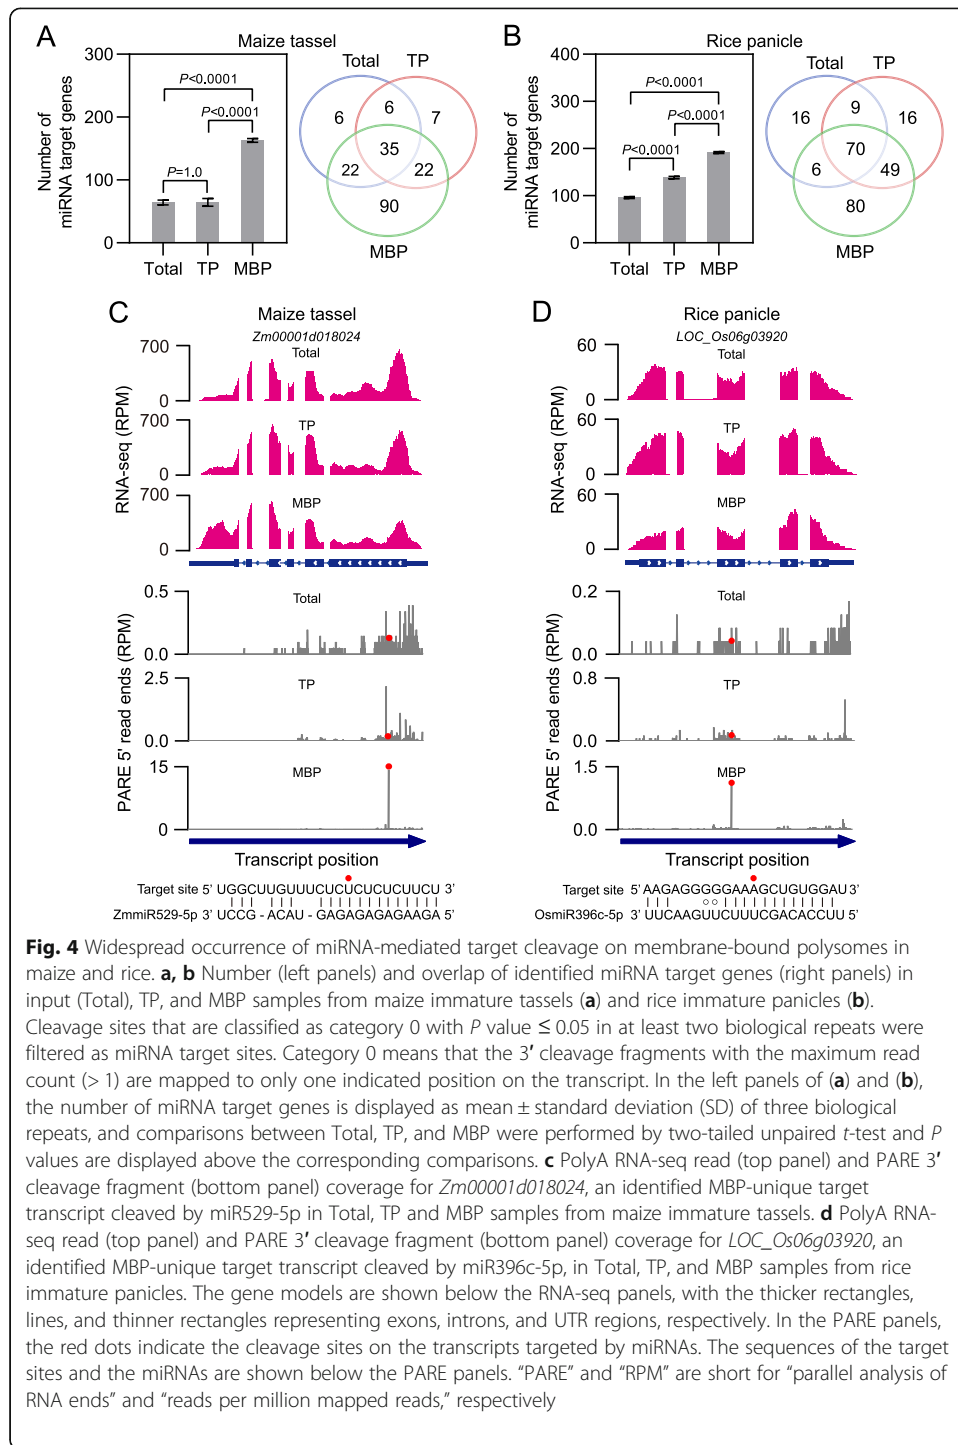 A
Maize tassel
Number of
miRNA target genes
300
200
100
0
P<0.0001
P<0.0001
P=1.0
Total
TP
MBP
Total
TP
6
6
7
35
22
22
90
MBP
B
Rice panicle
Number of
miRNA target genes
400
300
200
100
0
P<0.0001
P<0.0001
P<0.0001
Total
TP
MBP
Total
TP
16
9
16
70
6
49
80
MBP
C
Maize tassel
Zm00001d018024
RNA-seq (RPM)
700
Total
0
700
TP
0
700
MBP
0
PARE 5' read ends (RPM)
0.5
Total
0.0
2.5
TP
0.0
15
MBP
0
Transcript position
Target site 5' UGGCUUGUUUCUCUCUCUCUUCU 3'
ZmmiR529-5p 3' UCCG - ACAU - GAGAGAGAGAAGA 5'
D
Rice panicle
LOC_Os06g03920
RNA-seq (RPM)
60
Total
0
60
TP
0
60
MBP
0
PARE 5' read ends (RPM)
0.2
Total
0.0
0.8
TP
0.0
1.5
MBP
0.0
Transcript position
Target site 5' AAGAGGGGGAAAGCUGUGGAU 3'
OsmiR396c-5p 3' UUCAAGUUCUUUCGACACCUU 5'
Fig. 4 Widespread occurrence of miRNA-mediated target cleavage on membrane-bound polysomes in
maize and rice. a, b Number (left panels) and overlap of identified miRNA target genes (right panels) in
input (Total), TP, and MBP samples from maize immature tassels (a) and rice immature panicles (b).
Cleavage sites that are classified as category 0 with P value ≤ 0.05 in at least two biological repeats were
filtered as miRNA target sites. Category 0 means that the 3′ cleavage fragments with the maximum read
count (> 1) are mapped to only one indicated position on the transcript. In the left panels of (a) and (b),
the number of miRNA target genes is displayed as mean ± standard deviation (SD) of three biological
repeats, and comparisons between Total, TP, and MBP were performed by two-tailed unpaired t-test and P
values are displayed above the corresponding comparisons. c PolyA RNA-seq read (top panel) and PARE 3′
cleavage fragment (bottom panel) coverage for Zm00001d018024, an identified MBP-unique target
transcript cleaved by miR529-5p in Total, TP and MBP samples from maize immature tassels. d PolyA RNA-
seq read (top panel) and PARE 3′ cleavage fragment (bottom panel) coverage for LOC_Os06g03920, an
identified MBP-unique target transcript cleaved by miR396c-5p, in Total, TP, and MBP samples from rice
immature panicles. The gene models are shown below the RNA-seq panels, with the thicker rectangles,
lines, and thinner rectangles representing exons, introns, and UTR regions, respectively. In the PARE panels,
the red dots indicate the cleavage sites on the transcripts targeted by miRNAs. The sequences of the target
sites and the miRNAs are shown below the PARE panels. “PARE” and “RPM” are short for “parallel analysis of
RNA ends” and “reads per million mapped reads,” respectively